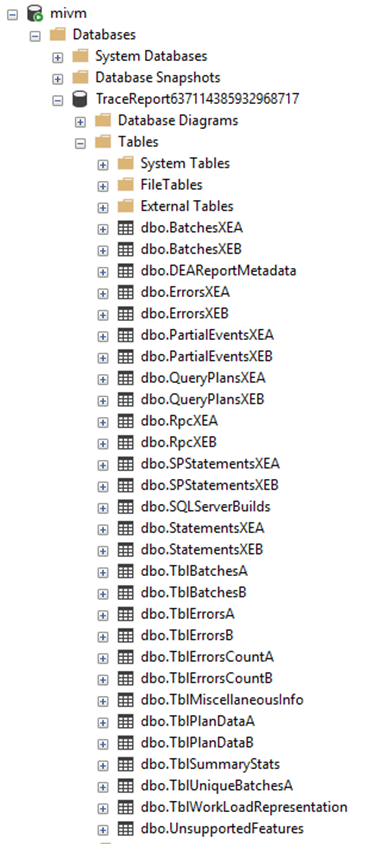 mivm
Databases
System Databases
Database Snapshots
TraceReport637114385932968717
Database Diagrams
Tables
System Tables
FileTables
External Tables
dbo.BatchesXEA
dbo.BatchesXEB
dbo.DEAReportMetadata
dbo.ErrorsXEA
dbo.ErrorsXEB
dbo.PartialEventsXEA
dbo.PartialEventsXEB
dbo.QueryPlansXEA
dbo.QueryPlansXEB
dbo.RpcXEA
dbo.RpcXEB
dbo.SPStatementsXEA
dbo.SPStatementsXEB
dbo.SQLServerBuilds
dbo.StatementsXEA
dbo.StatementsXEB
dbo.TblBatchesA
dbo.TblBatchesB
dbo.TblErrorsA
dbo.TblErrorsB
dbo.TblErrorsCountA
dbo.TblErrorsCountB
dbo.TblMiscellaneousInfo
dbo.TblPlanDataA
dbo.TblPlanDataB
dbo.TblSummaryStats
dbo.TblUniqueBatchesA
dbo.TblWorkLoadRepresentation
dbo.UnsupportedFeatures